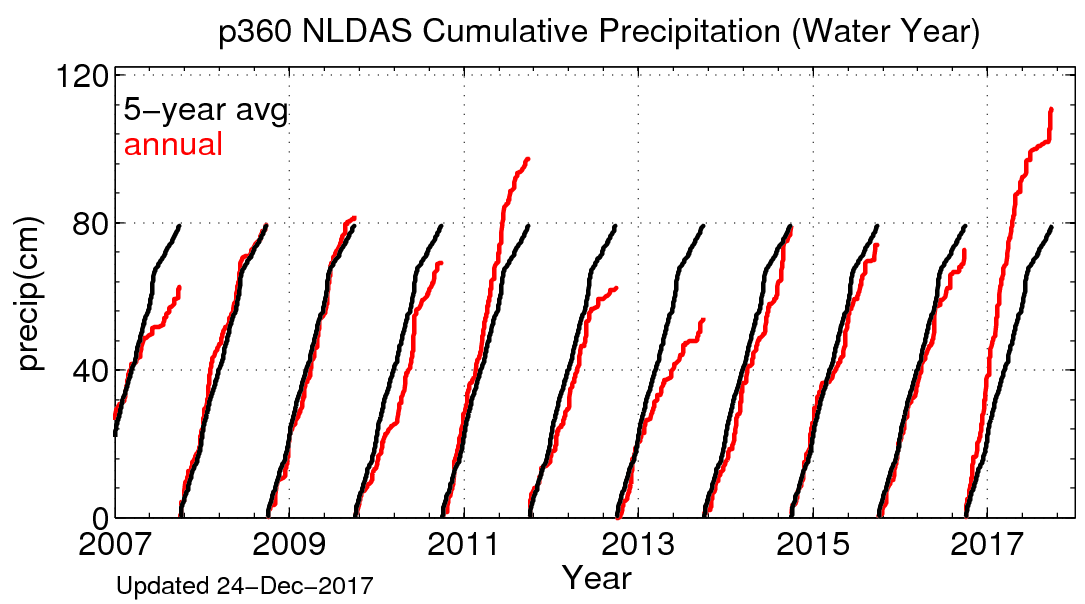 p360 NLDAS Cumulative Precipitation (Water Year)
120
5−year avg
annual
80
precip(cm)
40
0
2007 2009 2011 2013 2015 2017
Year
Updated 24−Dec−2017